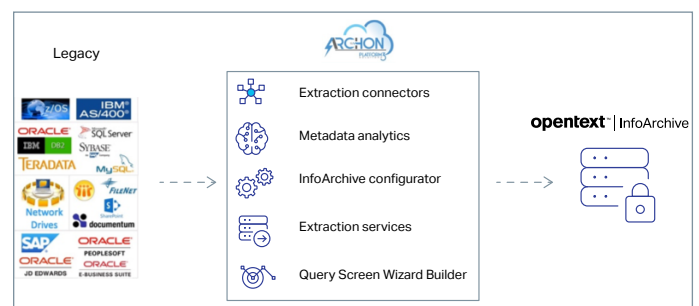 Legacy
ARCHON
PLATFORM
z/OS
IBM
AS/400
ORACLE
SQL Server
IBM DB2
SYBASE
TERADATA
MySQL
Network
Drives
FILENET
SharePoint
documentum
SAP
ORACLE
PEOPLESOFT
ORACLE
JD EDWARDS
ORACLE
E-BUSINESS SUITE
Extraction connectors
Metadata analytics
InfoArchive configurator
Extraction services
Query Screen Wizard Builder
opentext™ | InfoArchive